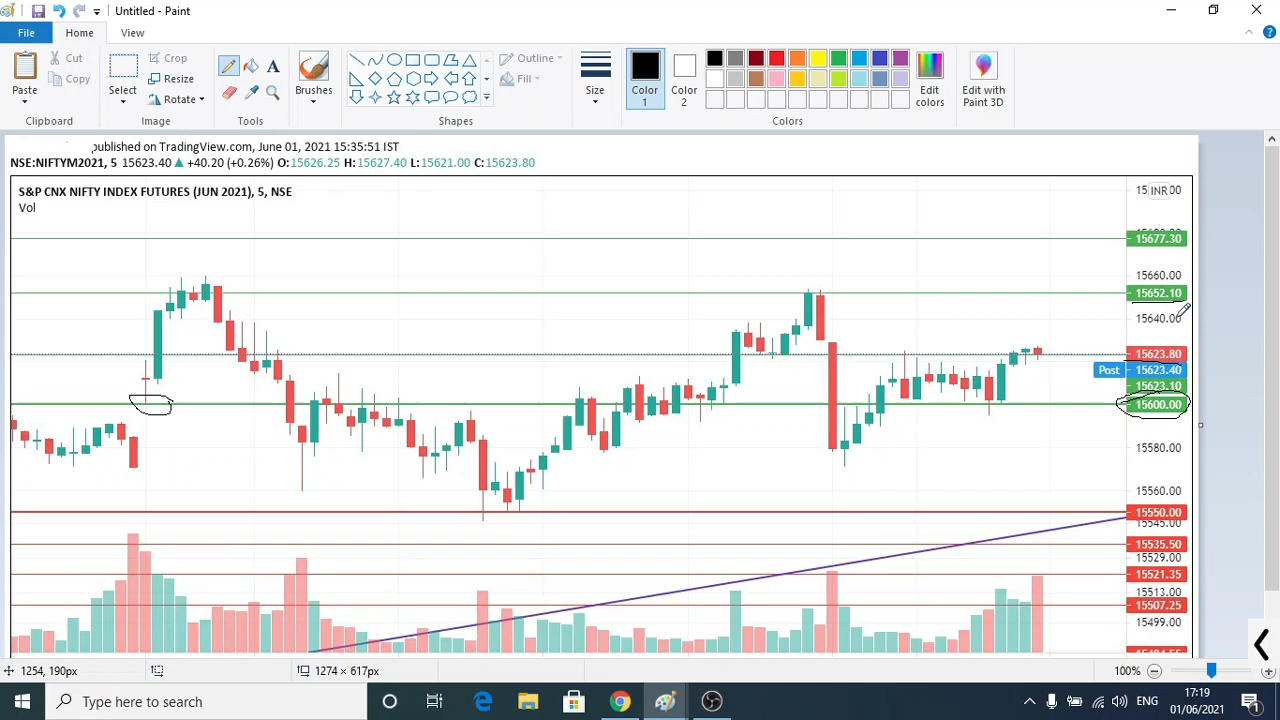 Untitled - Paint
File
Home
View
Paste
Cut
Copy
Clipboard
Select
Crop
Resize
Rotate
Image
A
Tools
Brushes
Outline
Fill
Shapes
Size
Color 1
Color 2
Edit colors
Edit with Paint 3D
Colors
published on TradingView.com, June 01, 2021 15:35:51 IST
NSE:NIFTYM2021, 5 15623.40 ▲ +40.20 (+0.26%) O:15626.25 H:15627.40 L:15621.00 C:15623.80
S&P CNX NIFTY INDEX FUTURES (JUN 2021), 5, NSE
Vol
INR
15677.30
15660.00
15652.10
15640.00
15623.80
Post 15623.40
15623.10
15600.00
15580.00
15560.00
15550.00
15545.00
15535.50
15529.00
15521.35
15513.00
15507.25
15499.00
1254, 190px
1274 × 617px
100%
Type here to search
ENG
17:19
01/06/2021
1